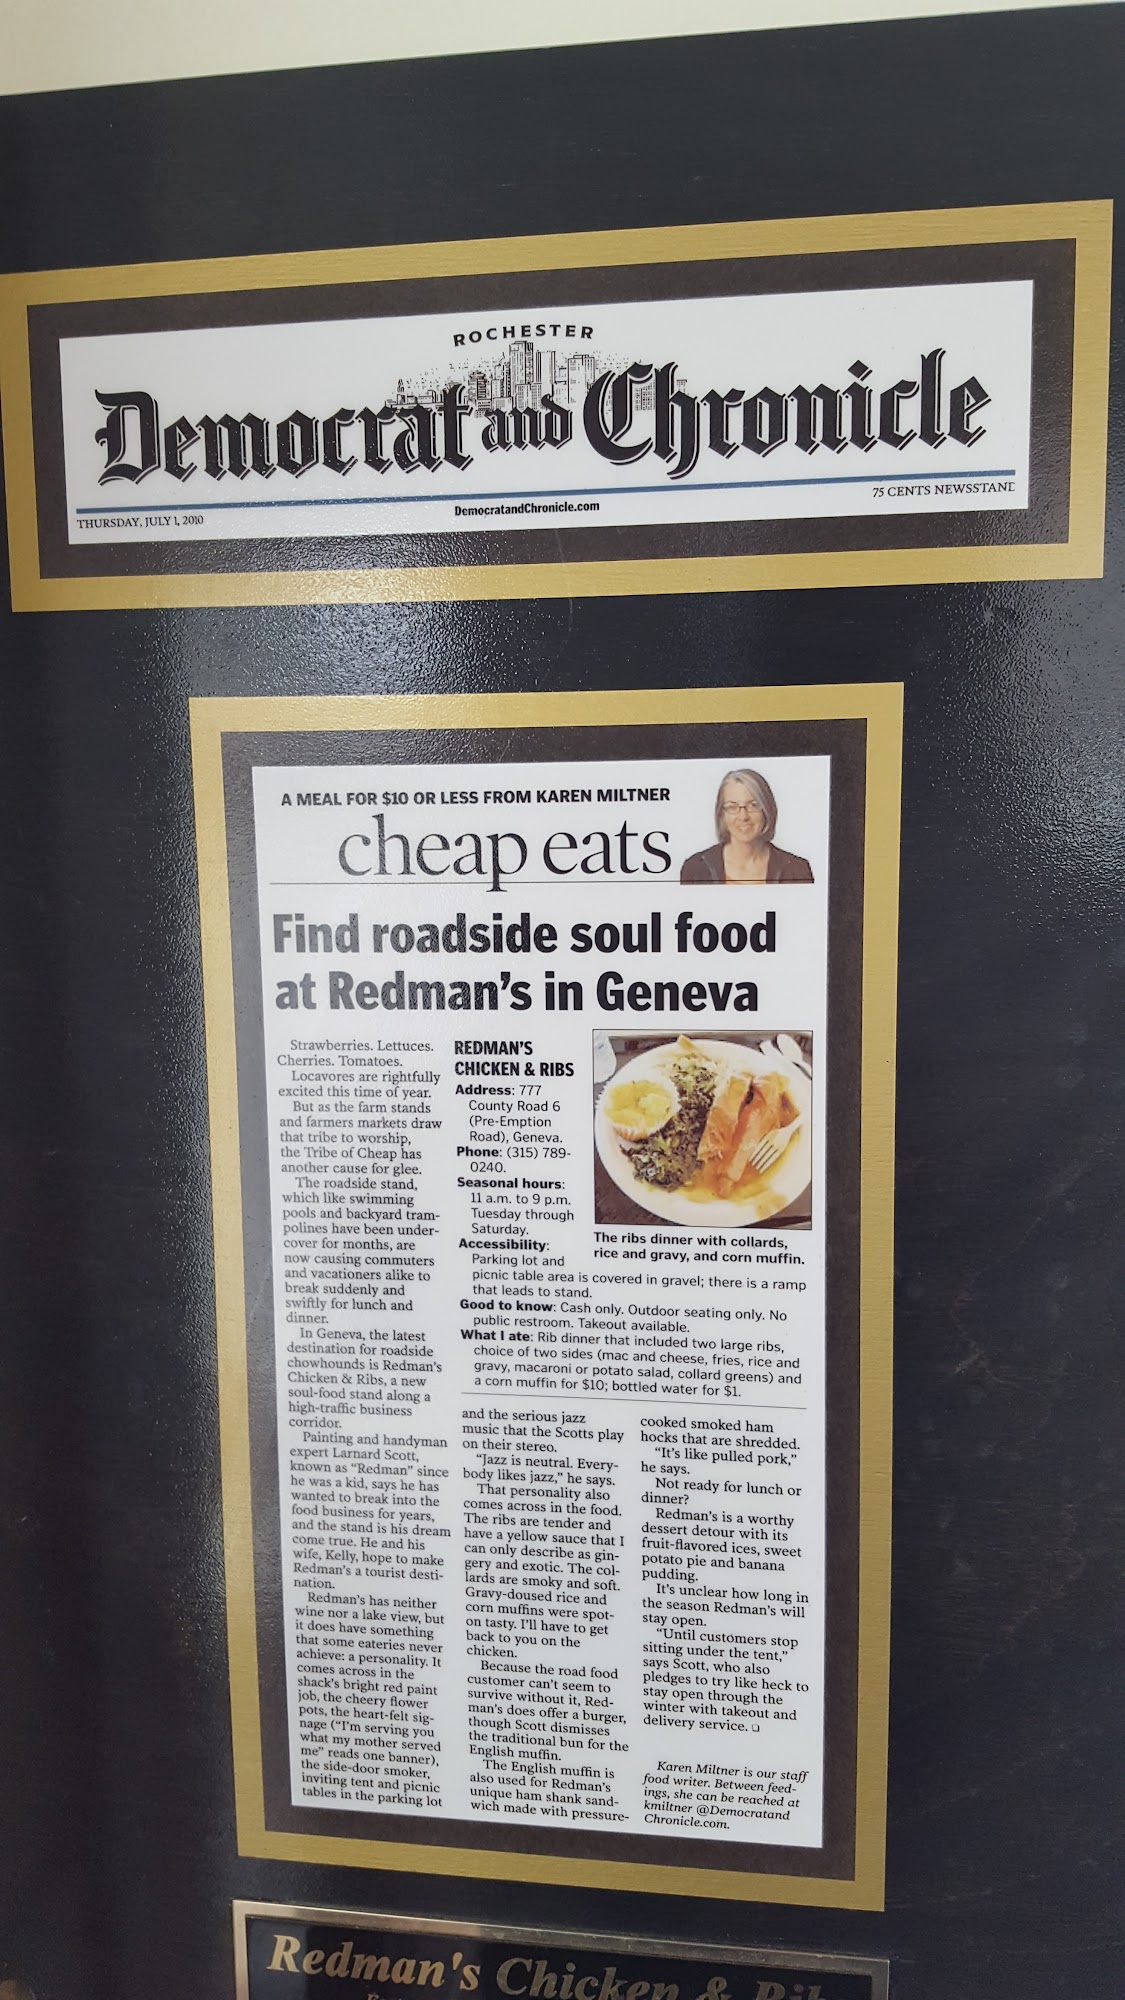 ROCHESTER
Democrat and Chronicle
THURSDAY, JULY 1, 2010
DemocratandChronicle.com
75 CENTS NEWSSTAND
A MEAL FOR $10 OR LESS FROM KAREN MILTNER
cheap eats
Find roadside soul food
at Redman's in Geneva
Strawberries. Lettuces.
Cherries. Tomatoes.
Locavores are rightfully
excited this time of year.
But as the farm stands
and farmers markets draw
that tribe to worship,
the Tribe of Cheap has
another cause for glee.
The roadside stand,
which like swimming
pools and backyard tram-
polines have been under-
cover for months, are
now causing commuters
and vacationers alike to
break suddenly and
swiftly for lunch and
dinner.
In Geneva, the latest
destination for roadside
chowhounds is Redman's
Chicken & Ribs, a new
soul-food stand along a
high-traffic business
corridor.
Painting and handyman
expert Larnard Scott,
known as "Redman" since
he was a kid, says he has
wanted to break into the
food business for years,
and the stand is his dream
come true. He and his
wife, Kelly, hope to make
Redman's a tourist desti-
nation.
Redman's has neither
wine nor a lake view, but
it does have something
that some eateries never
achieve: a personality. It
comes across in the
shack's bright red paint
job, the cheery flower
pots, the heart-felt sig-
nage ("I'm serving you
what my mother served
me" reads one banner),
the side-door smoker,
inviting tent and picnic
tables in the parking lot
REDMAN'S
CHICKEN & RIBS
Address: 777
County Road 6
(Pre-Emption
Road), Geneva.
Phone: (315) 789-
0240.
Seasonal hours:
11 a.m. to 9 p.m.
Tuesday through
Saturday.
Accessibility:
Parking lot and
picnic table area is covered in gravel; there is a ramp
that leads to stand.
Good to know: Cash only. Outdoor seating only. No
public restroom. Takeout available.
What I ate: Rib dinner that included two large ribs,
choice of two sides (mac and cheese, fries, rice and
gravy, macaroni or potato salad, collard greens) and
a corn muffin for $10; bottled water for $1.
The ribs dinner with collards,
rice and gravy, and corn muffin.
and the serious jazz
music that the Scotts play
on their stereo.
"Jazz is neutral. Every-
body likes jazz," he says.
That personality also
comes across in the food.
The ribs are tender and
have a yellow sauce that I
can only describe as gin-
gery and exotic. The col-
lards are smoky and soft.
Gravy-doused rice and
corn muffins were spot-
on tasty. I'll have to get
back to you on the
chicken.
Because the road food
customer can't seem to
survive without it, Red-
man's does offer a burger,
though Scott dismisses
the traditional bun for the
English muffin.
The English muffin is
also used for Redman's
unique ham shank sand-
wich made with pressure-
cooked smoked ham
hocks that are shredded.
"It's like pulled pork,"
he says.
Not ready for lunch or
dinner?
Redman's is a worthy
dessert detour with its
fruit-flavored ices, sweet
potato pie and banana
pudding.
It's unclear how long in
the season Redman's will
stay open.
"Until customers stop
sitting under the tent,"
says Scott, who also
pledges to try like heck to
stay open through the
winter with takeout and
delivery service. ❏
Karen Miltner is our staff
food writer. Between feed-
ings, she can be reached at
kmiltner @Democratand
Chronicle.com.
Redman's Chicken &